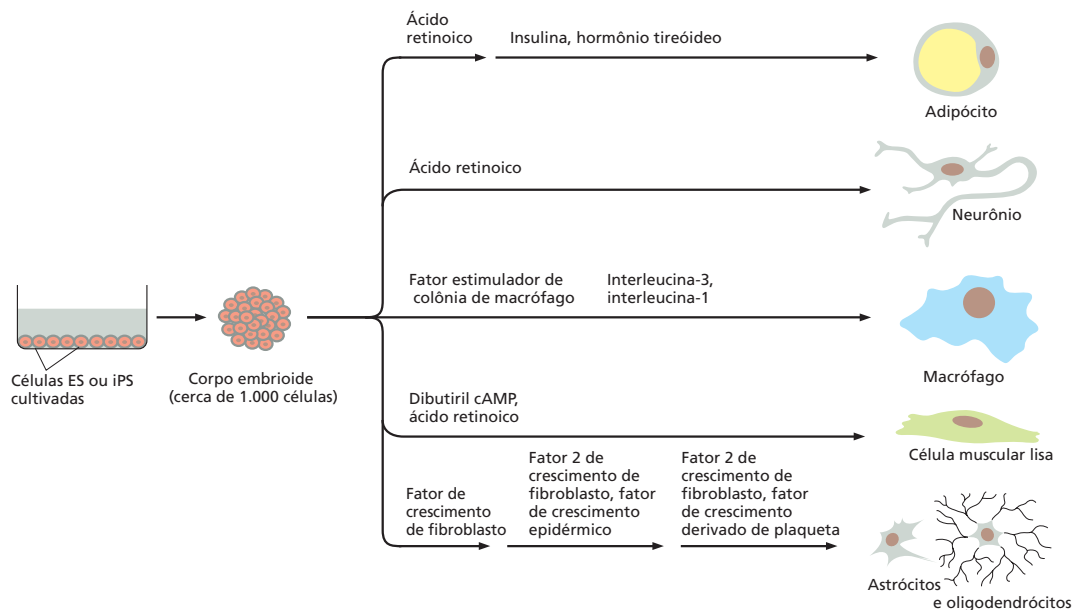 Ácido
retinoico
Insulina, hormônio tireóideo
Adipócito
Ácido retinoico
Neurônio
Fator estimulador de
colônia de macrófago
Interleucina-3,
interleucina-1
Macrófago
Células ES ou iPS
cultivadas
Corpo embrioide
(cerca de 1.000 células)
Dibutiril cAMP,
ácido retinoico
Célula muscular lisa
Fator de
crescimento
de fibroblasto
Fator 2 de
crescimento de
fibroblasto, fator
de crescimento
epidérmico
Fator 2 de
crescimento de
fibroblasto, fator
de crescimento
derivado de plaqueta
Astrócitos
e oligodendrócitos